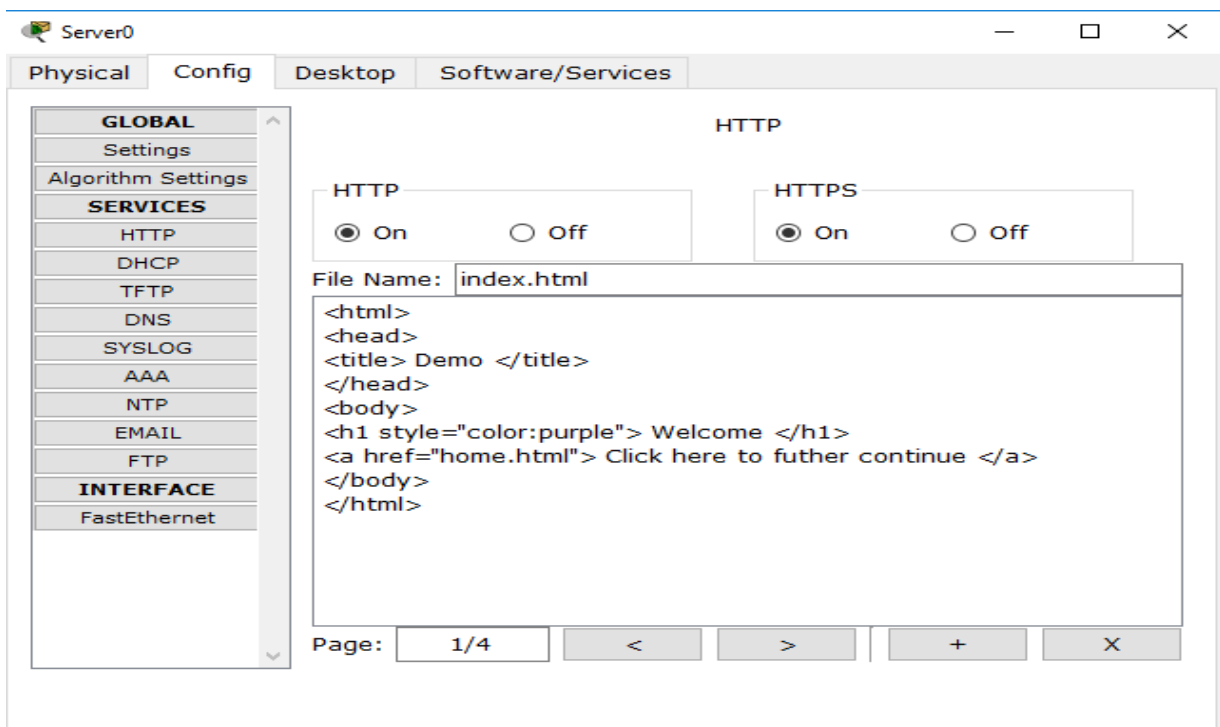 Server0
Physical Config Desktop Software/Services
GLOBAL
Settings
Algorithm Settings
SERVICES
HTTP
DHCP
TFTP
DNS
SYSLOG
AAA
NTP
EMAIL
FTP
INTERFACE
FastEthernet
HTTP
HTTP
On Off
HTTPS
On Off
File Name: index.html
<html>
<head>
<title> Demo </title>
</head>
<body>
<h1 style="color:purple"> Welcome </h1>
<a href="home.html"> Click here to futher continue </a>
</body>
</html>
Page: 1/4 < > + X